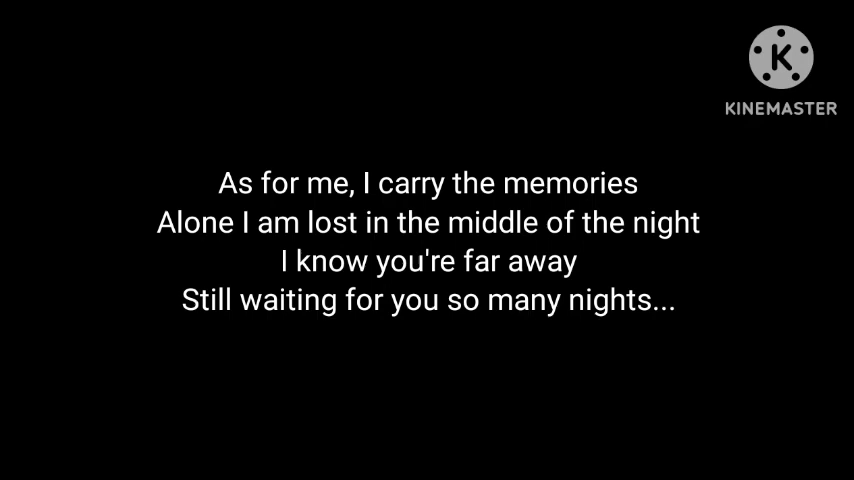 K
KINEMASTER
As for me, I carry the memories
Alone I am lost in the middle of the night
I know you're far away
Still waiting for you so many nights...